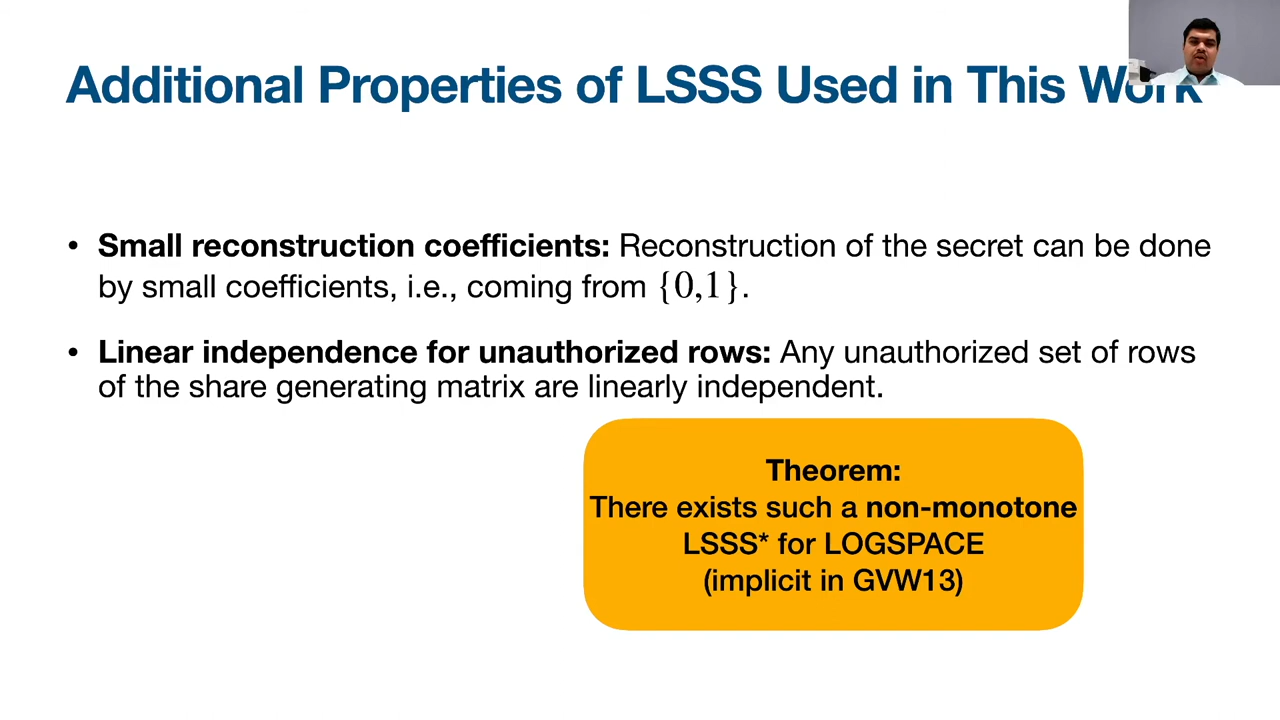 Additional Properties of LSSS Used in This Work
• Small reconstruction coefficients: Reconstruction of the secret can be done
by small coefficients, i.e., coming from {0,1}.
• Linear independence for unauthorized rows: Any unauthorized set of rows
of the share generating matrix are linearly independent.
Theorem:
There exists such a non-monotone
LSSS* for LOGSPACE
(implicit in GVW13)